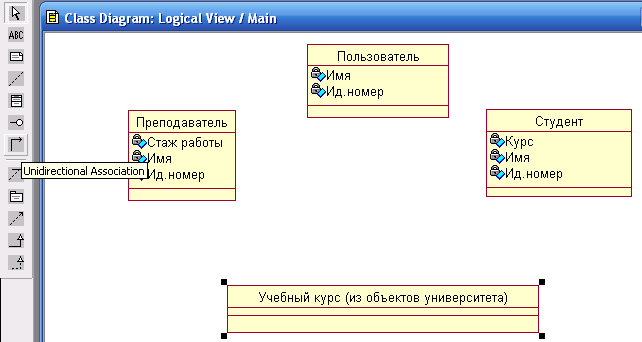 Class Diagram: Logical View / Main
ABC
Пользователь
Имя
Ид.номер
Преподаватель
Стаж работы
Имя
Ид.номер
Студент
Курс
Имя
Ид.номер
Unidirectional Association
Учебный курс (из объектов университета)